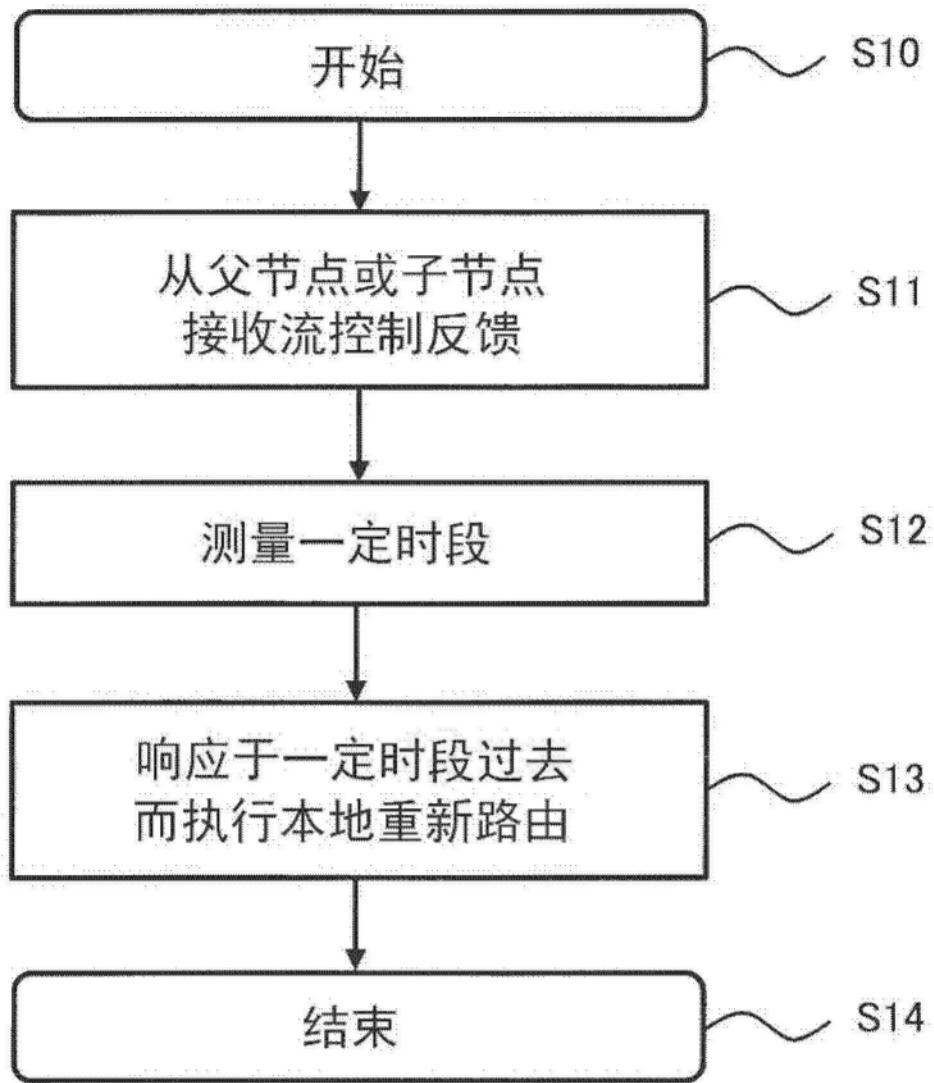 开始
S10
从父节点或子节点
接收流控制反馈
S11
测量一定时段
S12
响应于一定时段过去
而执行本地重新路由
S13
结束
S14